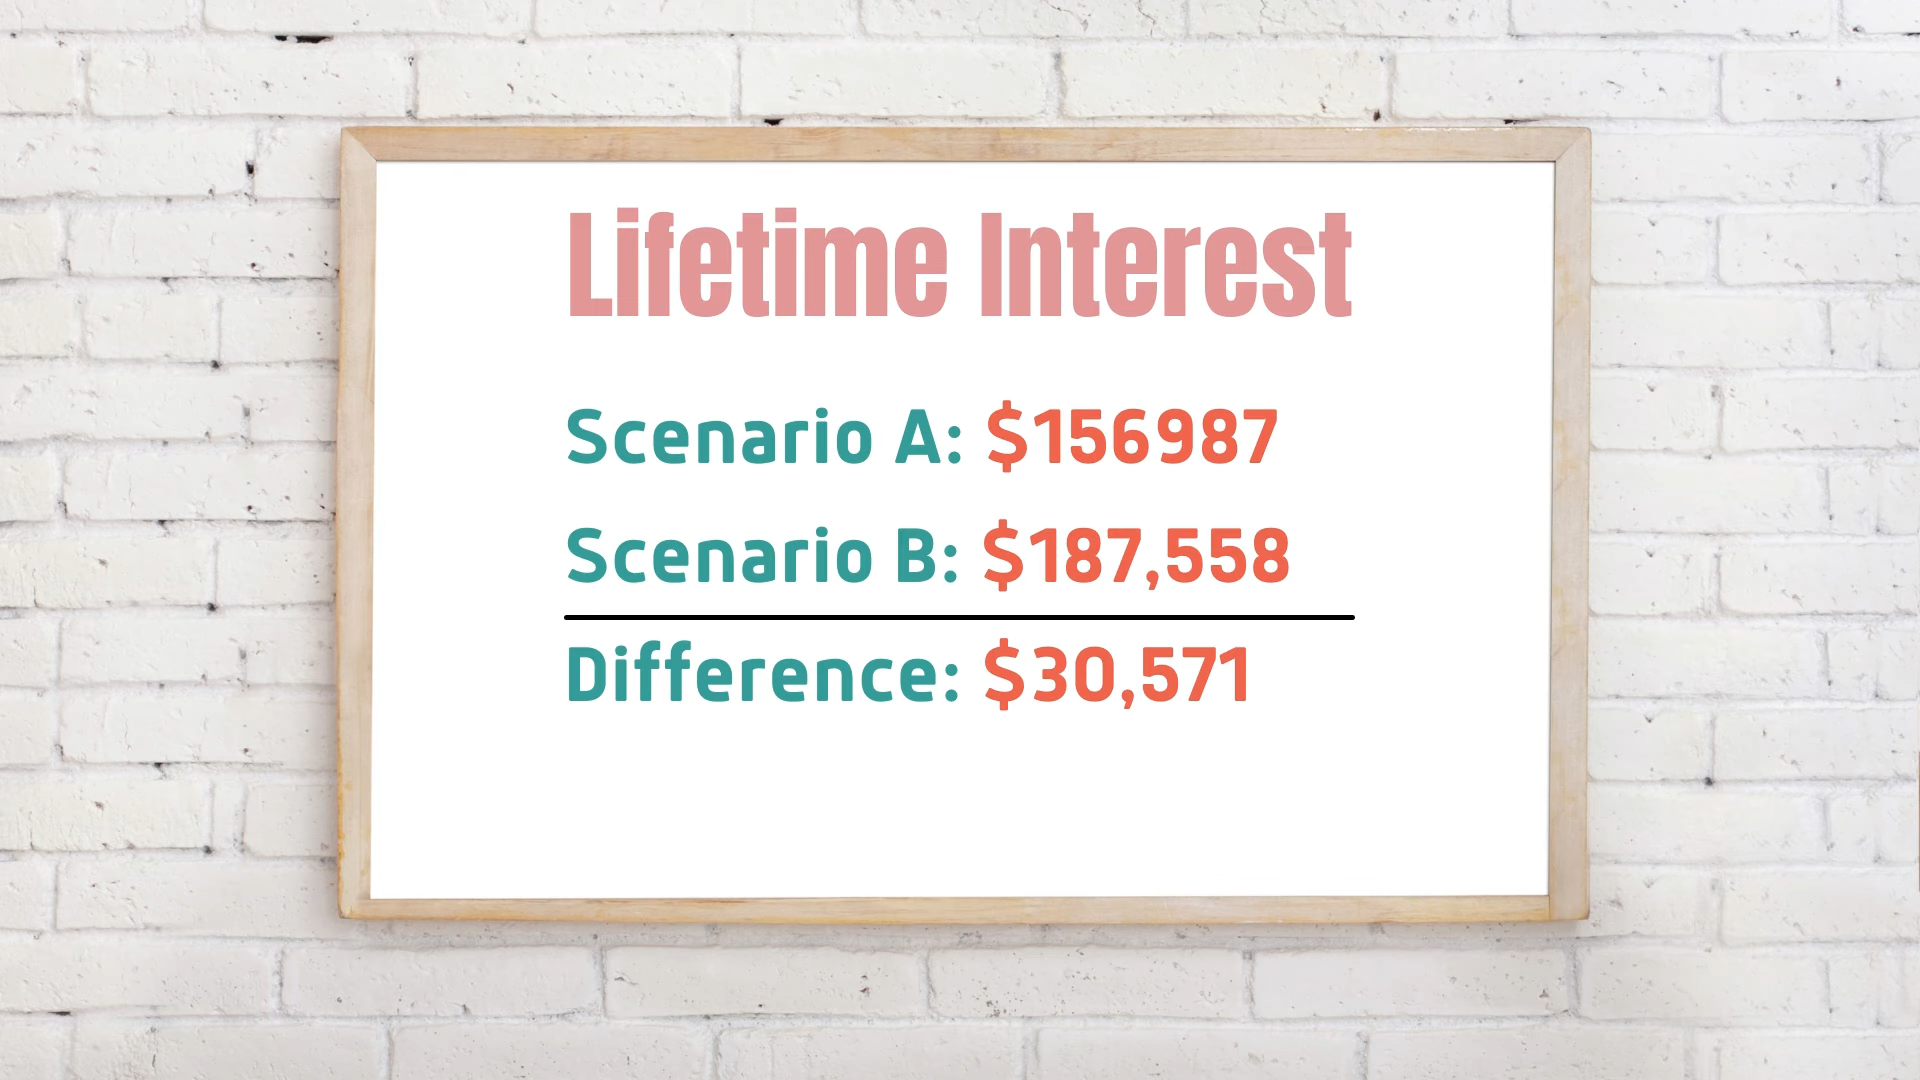 Lifetime Interest
Scenario A: $156987
Scenario B: $187,558
Difference: $30,571